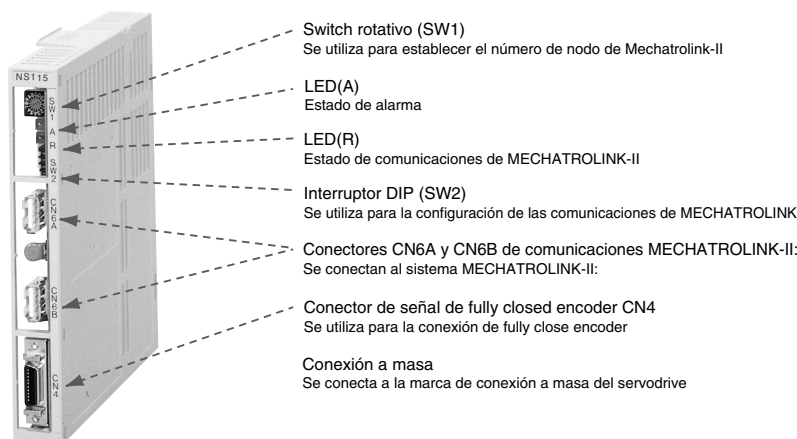 Switch rotativo (SW1)
Se utiliza para establecer el número de nodo de Mechatrolink-II
NS115
SW1
LED(A)
Estado de alarma
A
LED(R)
Estado de comunicaciones de MECHATROLINK-II
R
SW2
Interruptor DIP (SW2)
Se utiliza para la configuración de las comunicaciones de MECHATROLINK
CN6A
Conectores CN6A y CN6B de comunicaciones MECHATROLINK-II:
Se conectan al sistema MECHATROLINK-II:
CN6B
Conector de señal de fully closed encoder CN4
Se utiliza para la conexión de fully close encoder
Conexión a masa
Se conecta a la marca de conexión a masa del servodrive
CN4